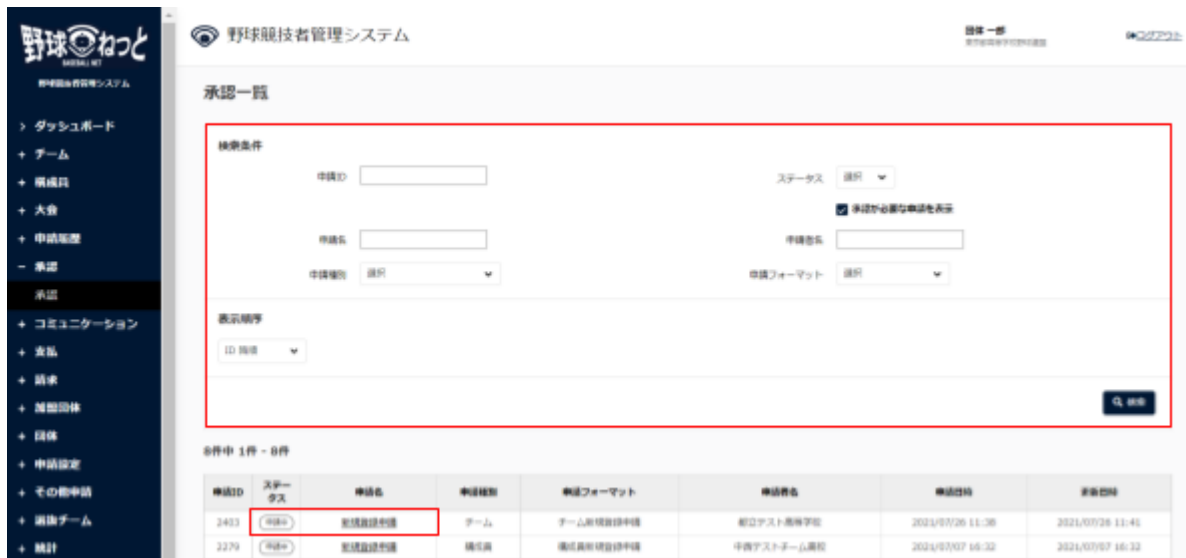 野球ねっと
BASEBALL NET
野球競技者管理システム
> ダッシュボード
+ チーム
+ 構成員
+ 大会
+ 申請履歴
− 承認
承認
+ コミュニケーション
+ 支払
+ 請求
+ 加盟団体
+ 団体
+ 申請設定
+ その他申請
+ 選抜チーム
+ 統計
野球競技者管理システム
団体 一郎
ログアウト
承認一覧
検索条件
申請ID
ステータス 選択
承認が必要な申請を表示
申請名
申請者名
申請種別 選択
申請フォーマット 選択
表示順序
ID 降順
検索
8件中 1件 - 8件
申請ID ステータス 申請名 申請種別 申請フォーマット 申請者名 申請日時 更新日時
2403 申請中 新規登録申請 チーム チーム新規登録申請 都立テスト高等学校 2021/07/26 11:38 2021/07/26 11:41
2279 申請中 新規登録申請 構成員 構成員新規登録申請 中西テストチーム高校 2021/07/07 16:32 2021/07/07 16:32